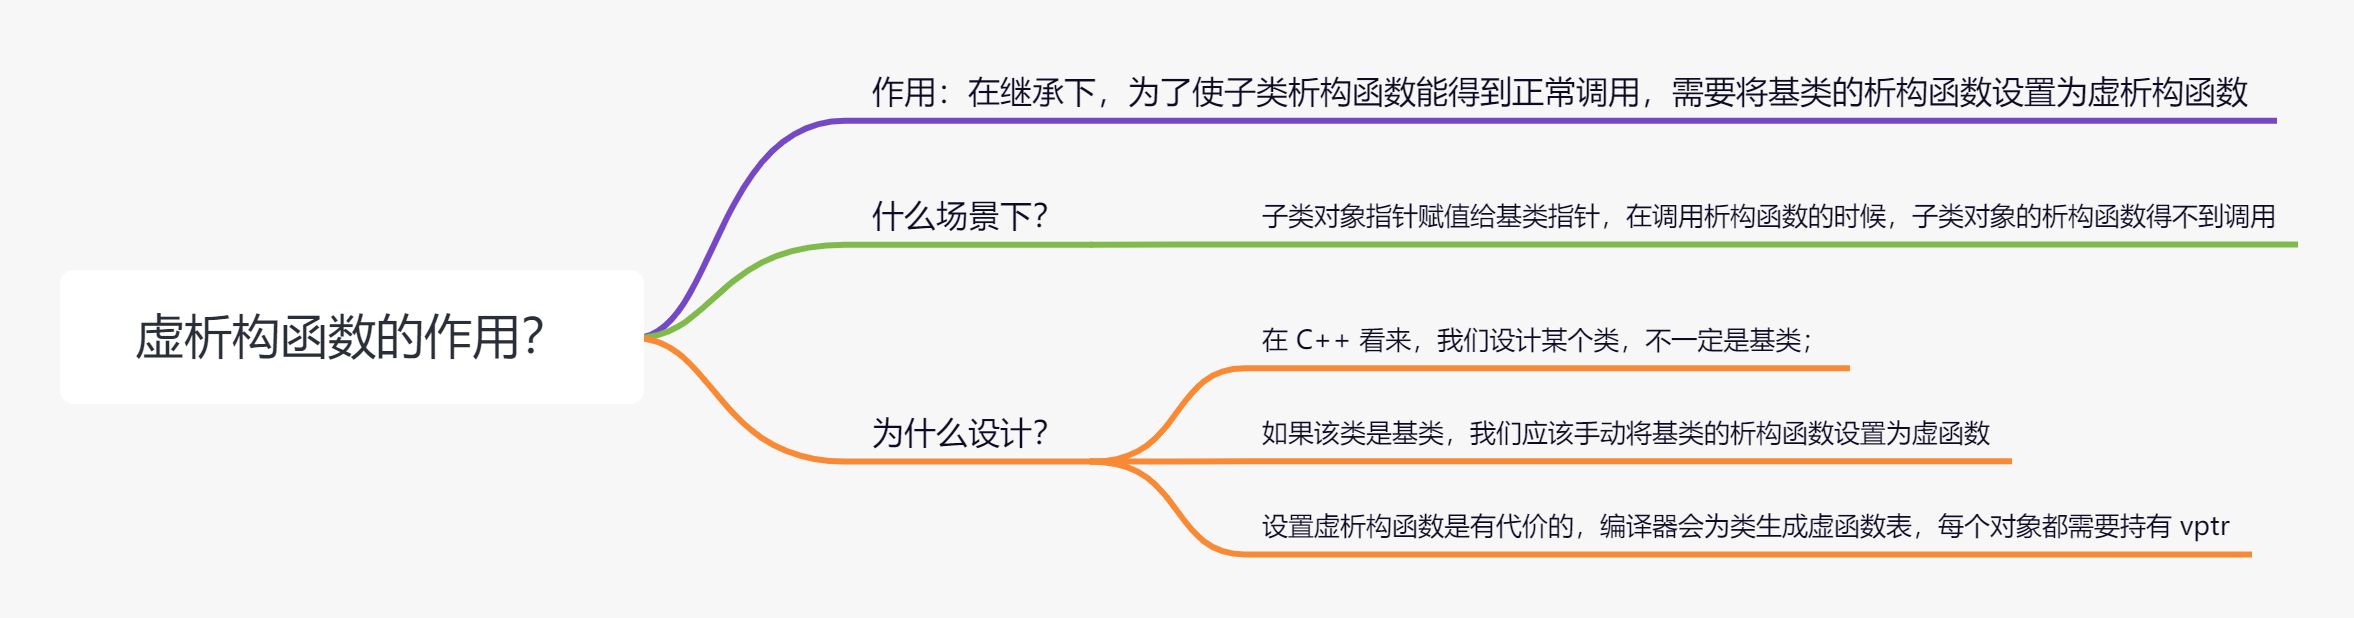 虚析构函数的作用？
作用：在继承下，为了使子类析构函数能得到正常调用，需要将基类的析构函数设置为虚析构函数
什么场景下？
子类对象指针赋值给基类指针，在调用析构函数的时候，子类对象的析构函数得不到调用
为什么设计？
在 C++ 看来，我们设计某个类，不一定是基类；
如果该类是基类，我们应该手动将基类的析构函数设置为虚函数
设置虚析构函数是有代价的，编译器会为类生成虚函数表，每个对象都需要持有 vptr